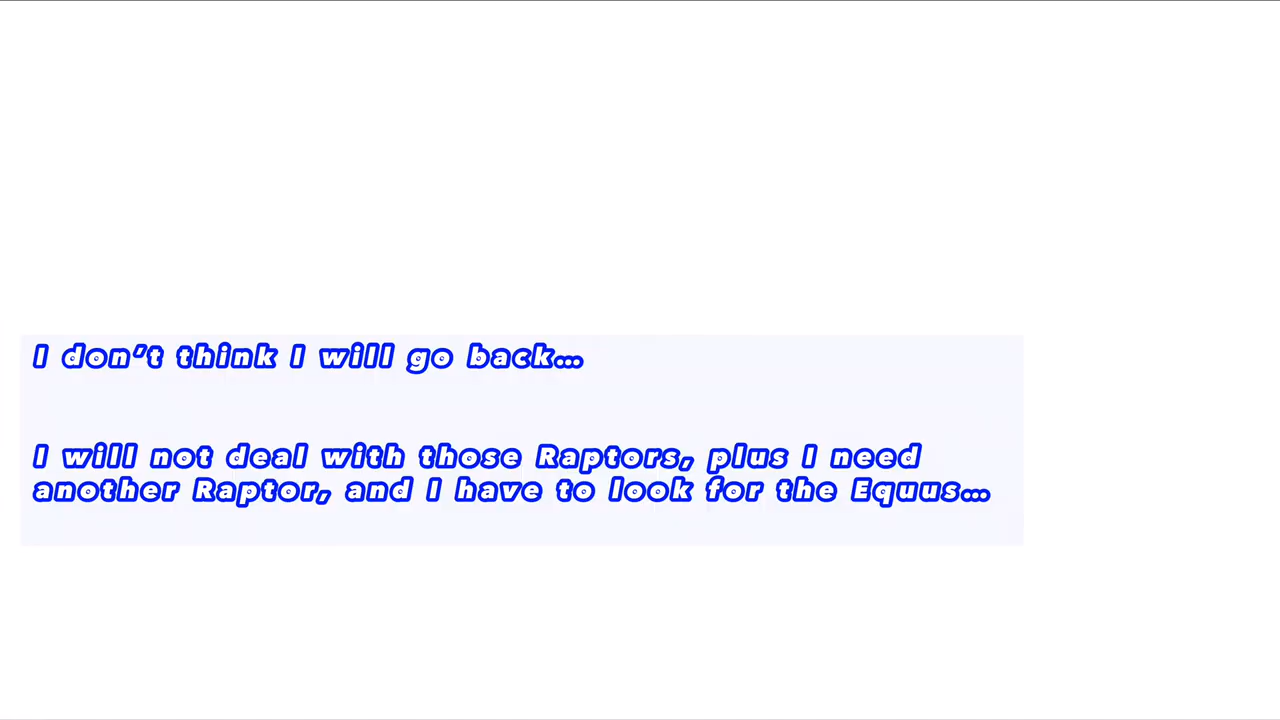 I don’t think I will go back…
I will not deal with those Raptors, plus I need
another Raptor, and I have to look for the Equus…